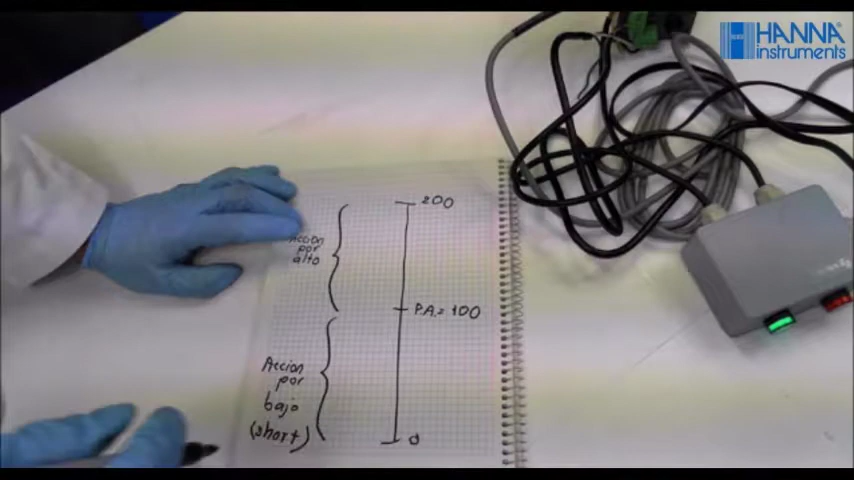 HANNA
instruments
200
Accion
por
alto
P.A.= 100
Accion
por
bajo
(short)
0